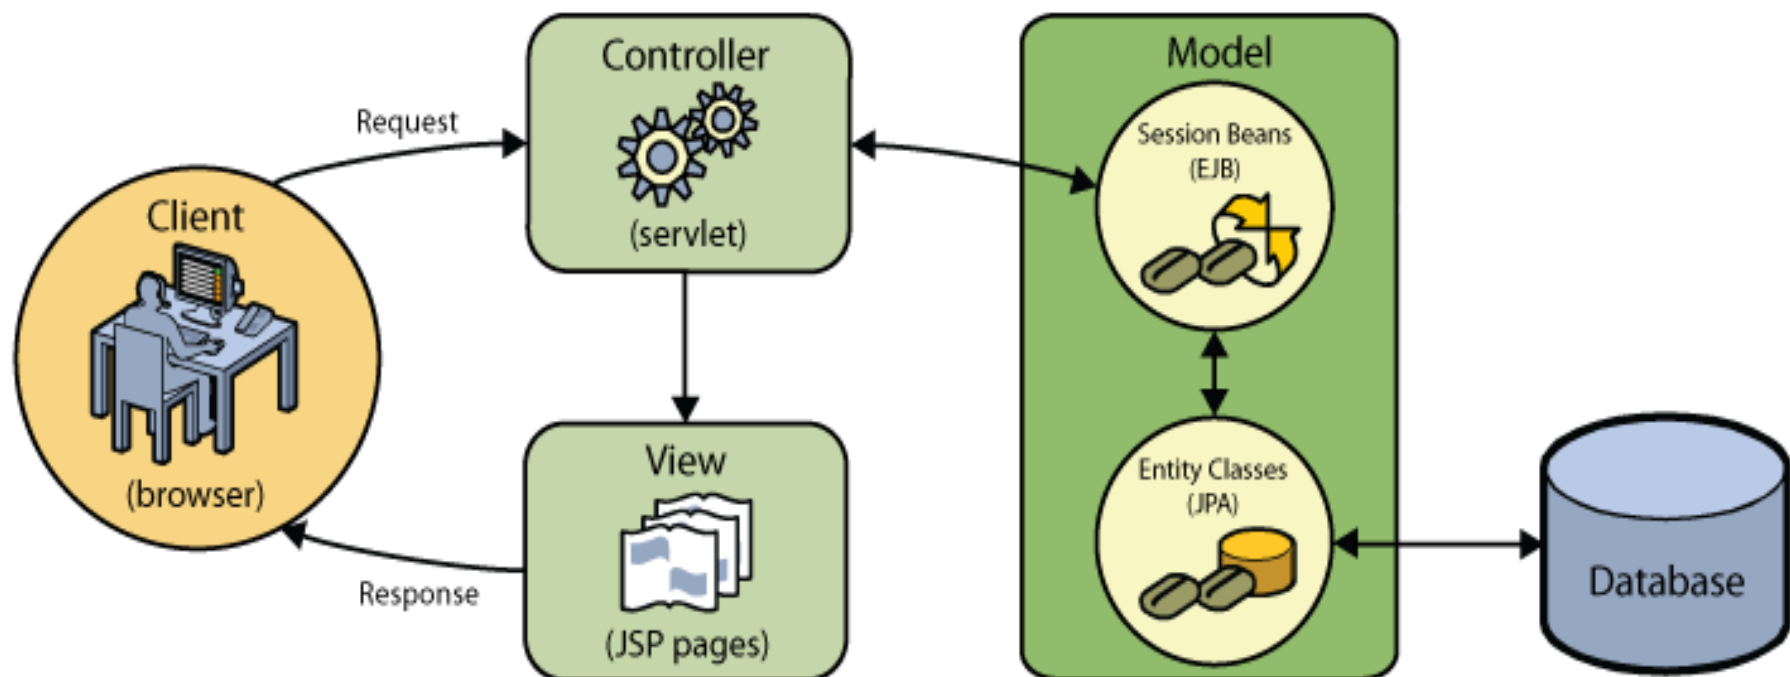 Client
(browser)
Request
Controller
(servlet)
View
(JSP pages)
Response
Model
Session Beans
(EJB)
Entity Classes
(JPA)
Database